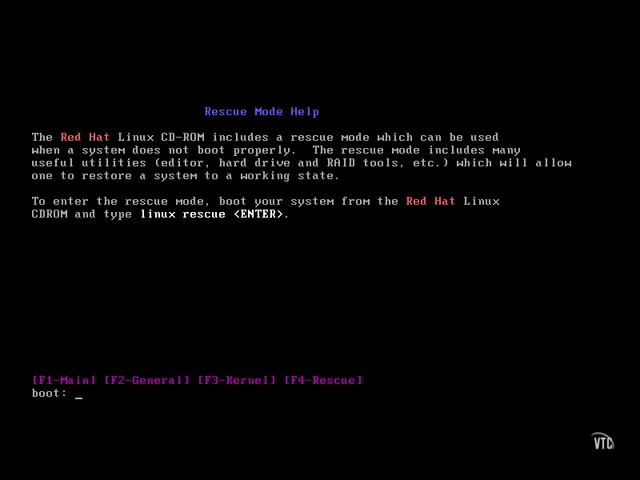 Rescue Mode Help
The Red Hat Linux CD-ROM includes a rescue mode which can be used
when a system does not boot properly.  The rescue mode includes many
useful utilities (editor, hard drive and RAID tools, etc.) which will allow
one to restore a system to a working state.
To enter the rescue mode, boot your system from the Red Hat Linux
CDROM and type linux rescue <ENTER>.
[F1-Main] [F2-General] [F3-Kernel] [F4-Rescue]
boot: _
VTC